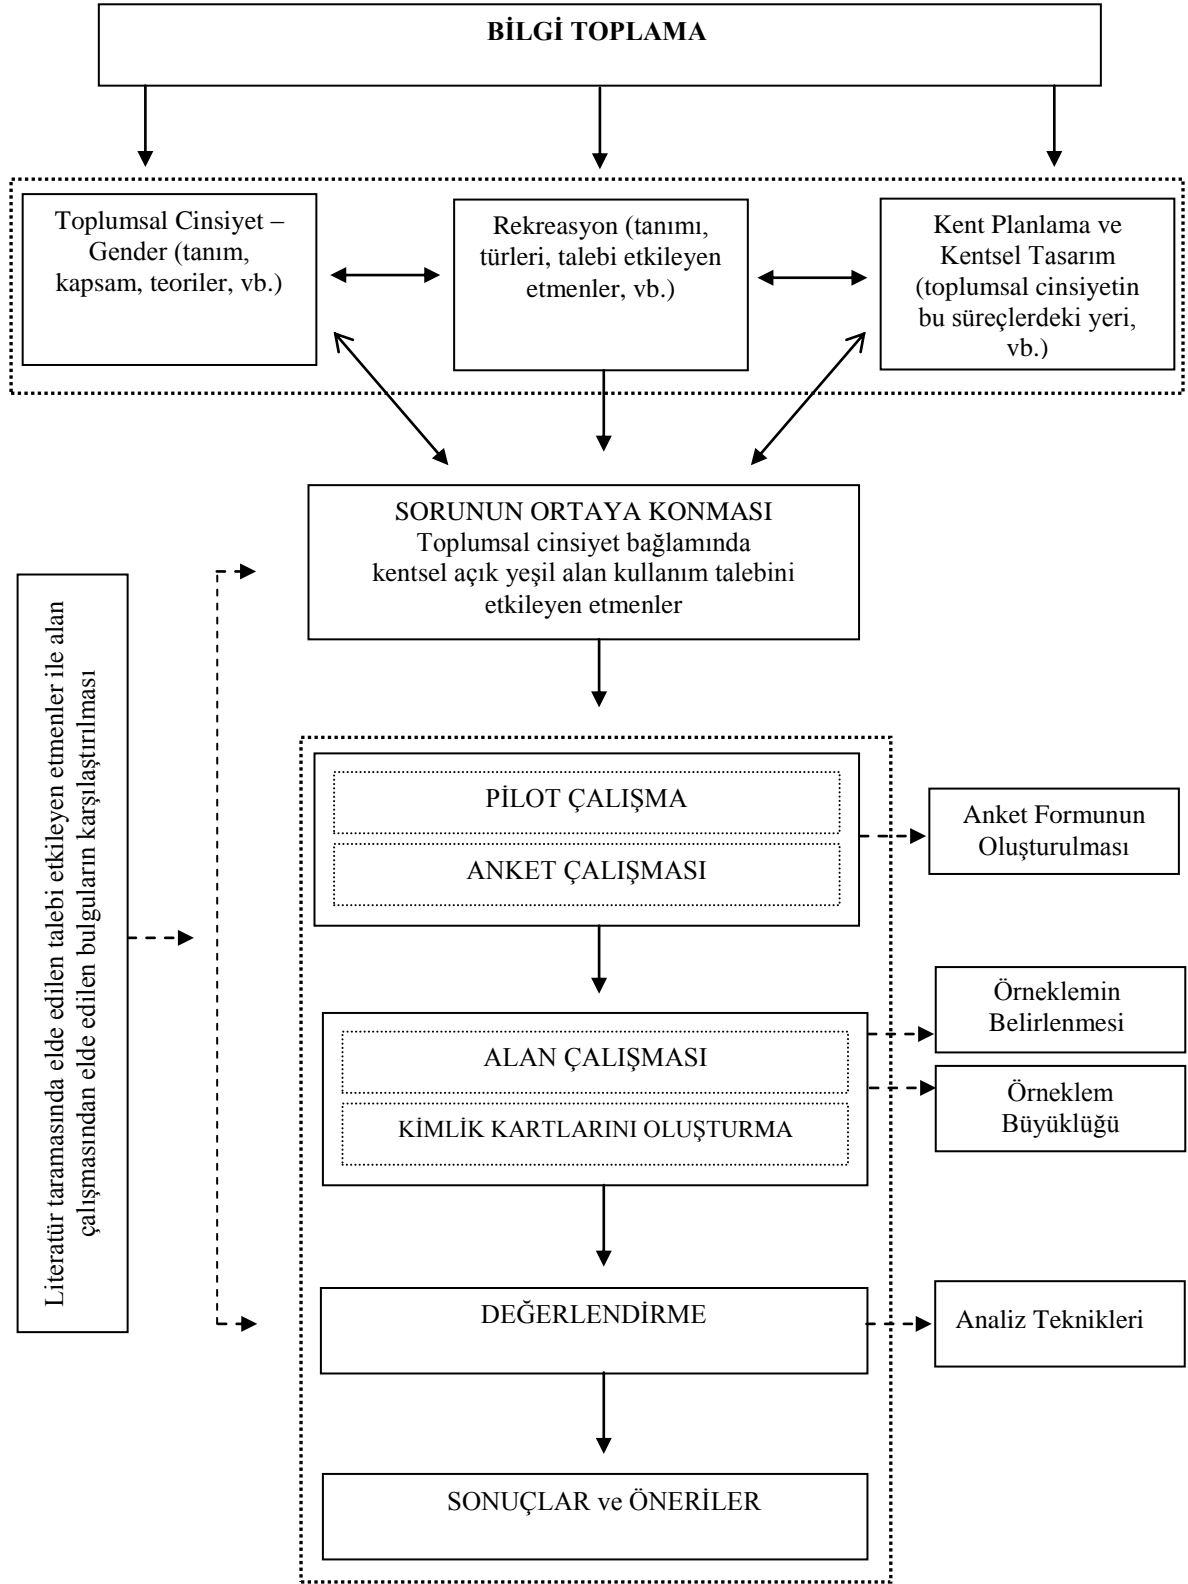 BİLGİ TOPLAMA
Toplumsal Cinsiyet –
Gender (tanım,
kapsam, teoriler, vb.)
Rekreasyon (tanımı,
türleri, talebi etkileyen
etmenler, vb.)
Kent Planlama ve
Kentsel Tasarım
(toplumsal cinsiyetin
bu süreçlerdeki yeri,
vb.)
SORUNUN ORTAYA KONMASI
Toplumsal cinsiyet bağlamında
kentsel açık yeşil alan kullanım talebini
etkileyen etmenler
Literatür taramasında elde edilen talebi etkileyen etmenler ile alan
çalışmasından elde edilen bulguların karşılaştırılması
PİLOT ÇALIŞMA
ANKET ÇALIŞMASI
Anket Formunun
Oluşturulması
ALAN ÇALIŞMASI
KİMLİK KARTLARINI OLUŞTURMA
Örneklemin
Belirlenmesi
Örneklem
Büyüklüğü
DEĞERLENDİRME
Analiz Teknikleri
SONUÇLAR ve ÖNERİLER